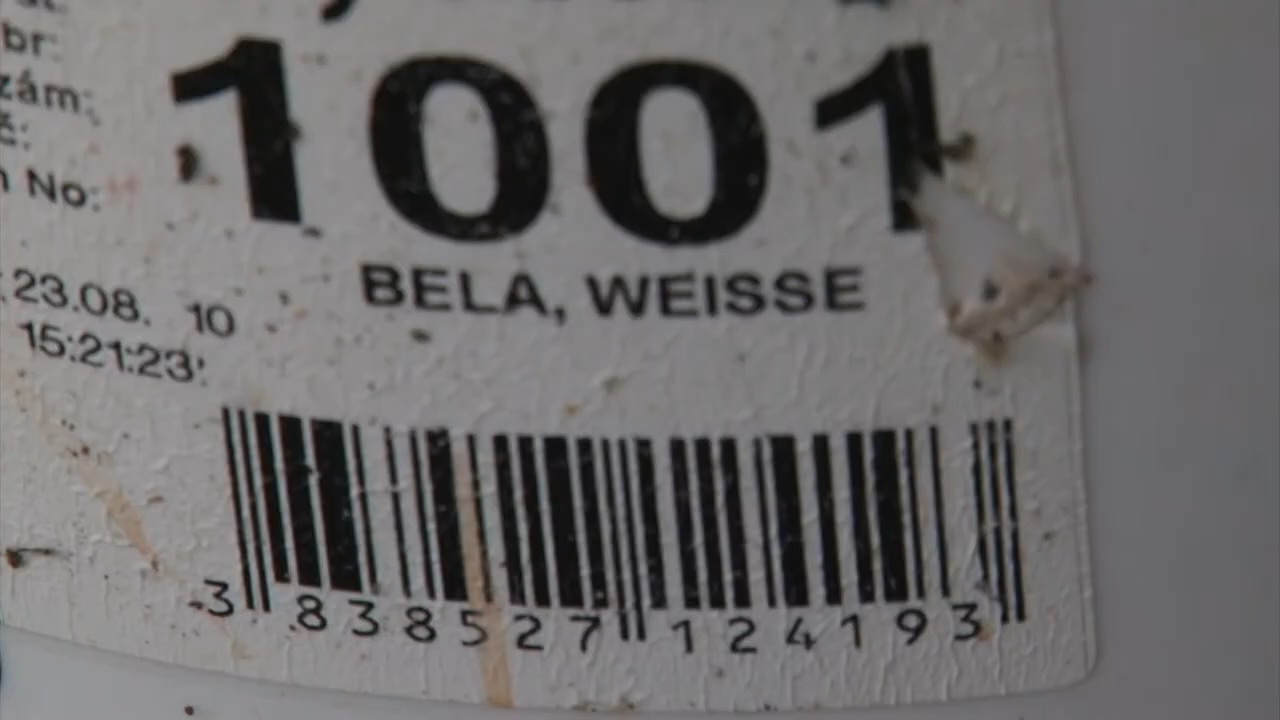 br:
1001
zám:
No:
BELA, WEISSE
23.08. 10
15:21:23
3 838527 124193